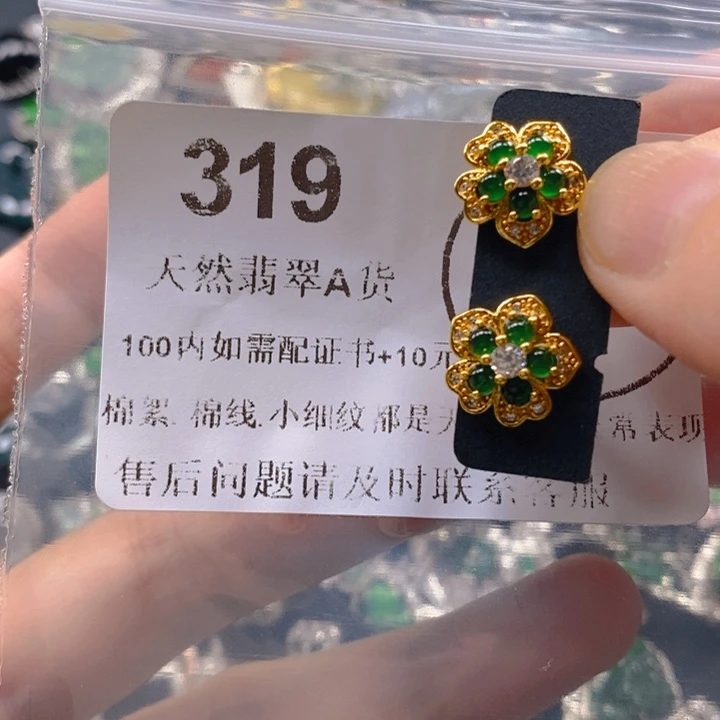 319
天然翡翠A货
100内如需配证书+10元
棉絮.棉线.小细纹都是天 常表现
售后问题请及时联系客服